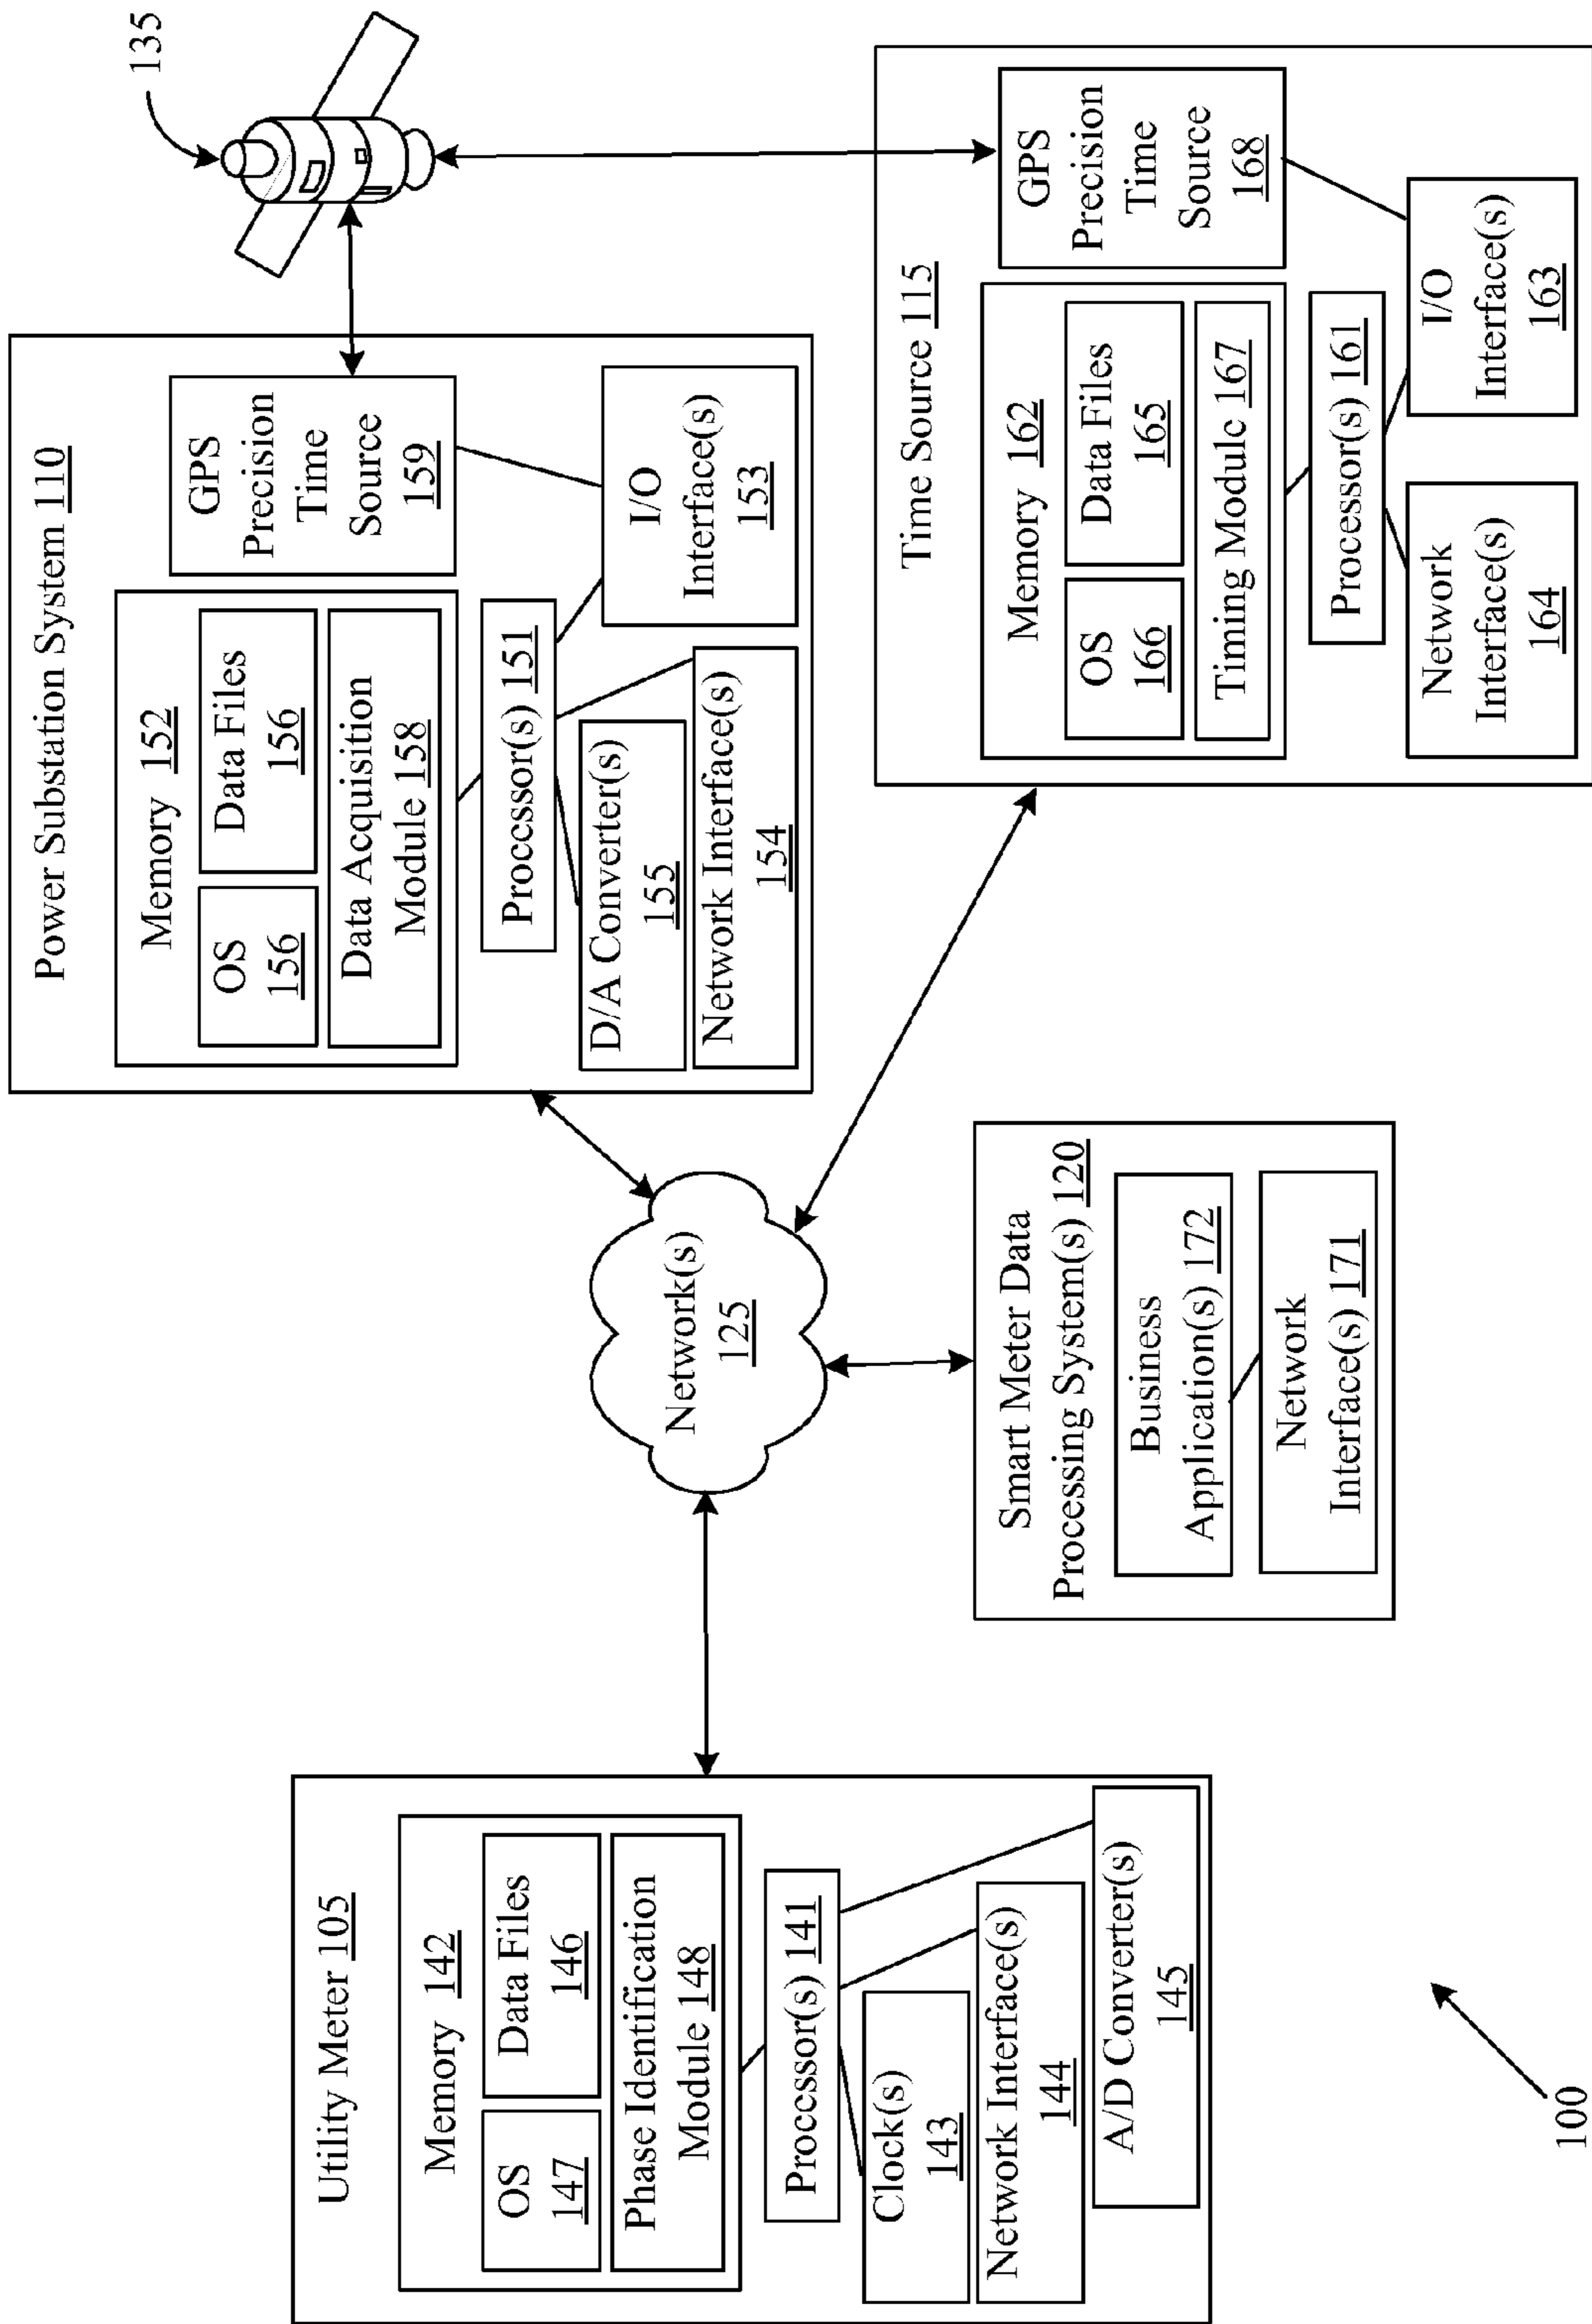 Utility Meter 105
Memory 142
OS
147
Data Files
146
Phase Identification
Module 148
Processor(s) 141
Clock(s)
143
Network Interface(s)
144
A/D Converter(s)
145
Network(s)
125
Power Substation System 110
Memory 152
OS
156
Data Files
156
Data Acquisition
Module 158
GPS
Precision
Time
Source
159
Processor(s) 151
D/A Converter(s)
155
Network Interface(s)
154
I/O
Interface(s)
153
135
Smart Meter Data
Processing System(s) 120
Business
Application(s) 172
Network
Interface(s) 171
Time Source 115
Memory 162
OS
166
Data Files
165
Timing Module 167
GPS
Precision
Time
Source
168
Processor(s) 161
Network
Interface(s)
164
I/O
Interface(s)
163
100